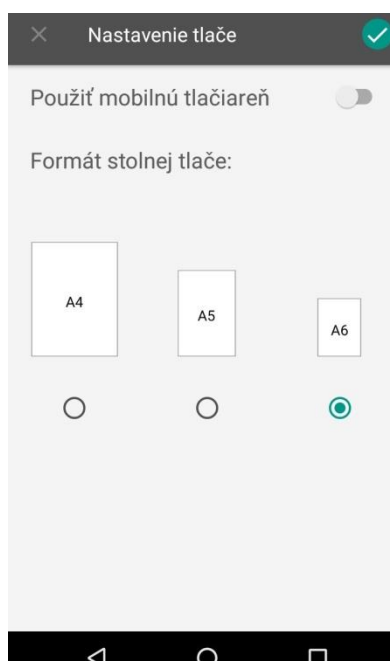 Nastavenie tlače
Použiť mobilnú tlačiareň
Formát stolnej tlače:
A4
A5
A6